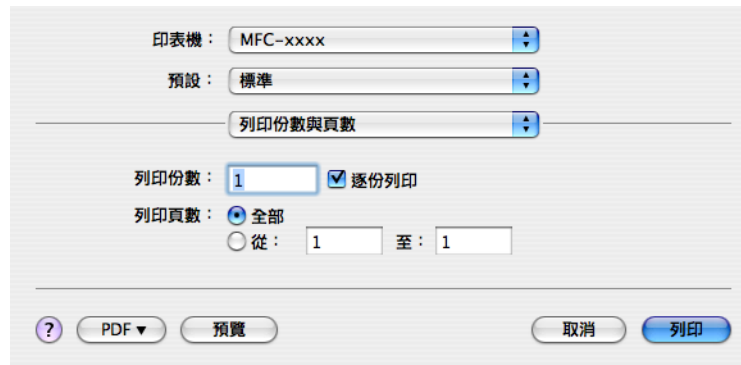 印表機： MFC-xxxx
預設： 標準
列印份數與頁數
列印份數： 1 逐份列印
列印頁數： 全部
從： 1 至： 1
? PDF▼ 預覽 取消 列印